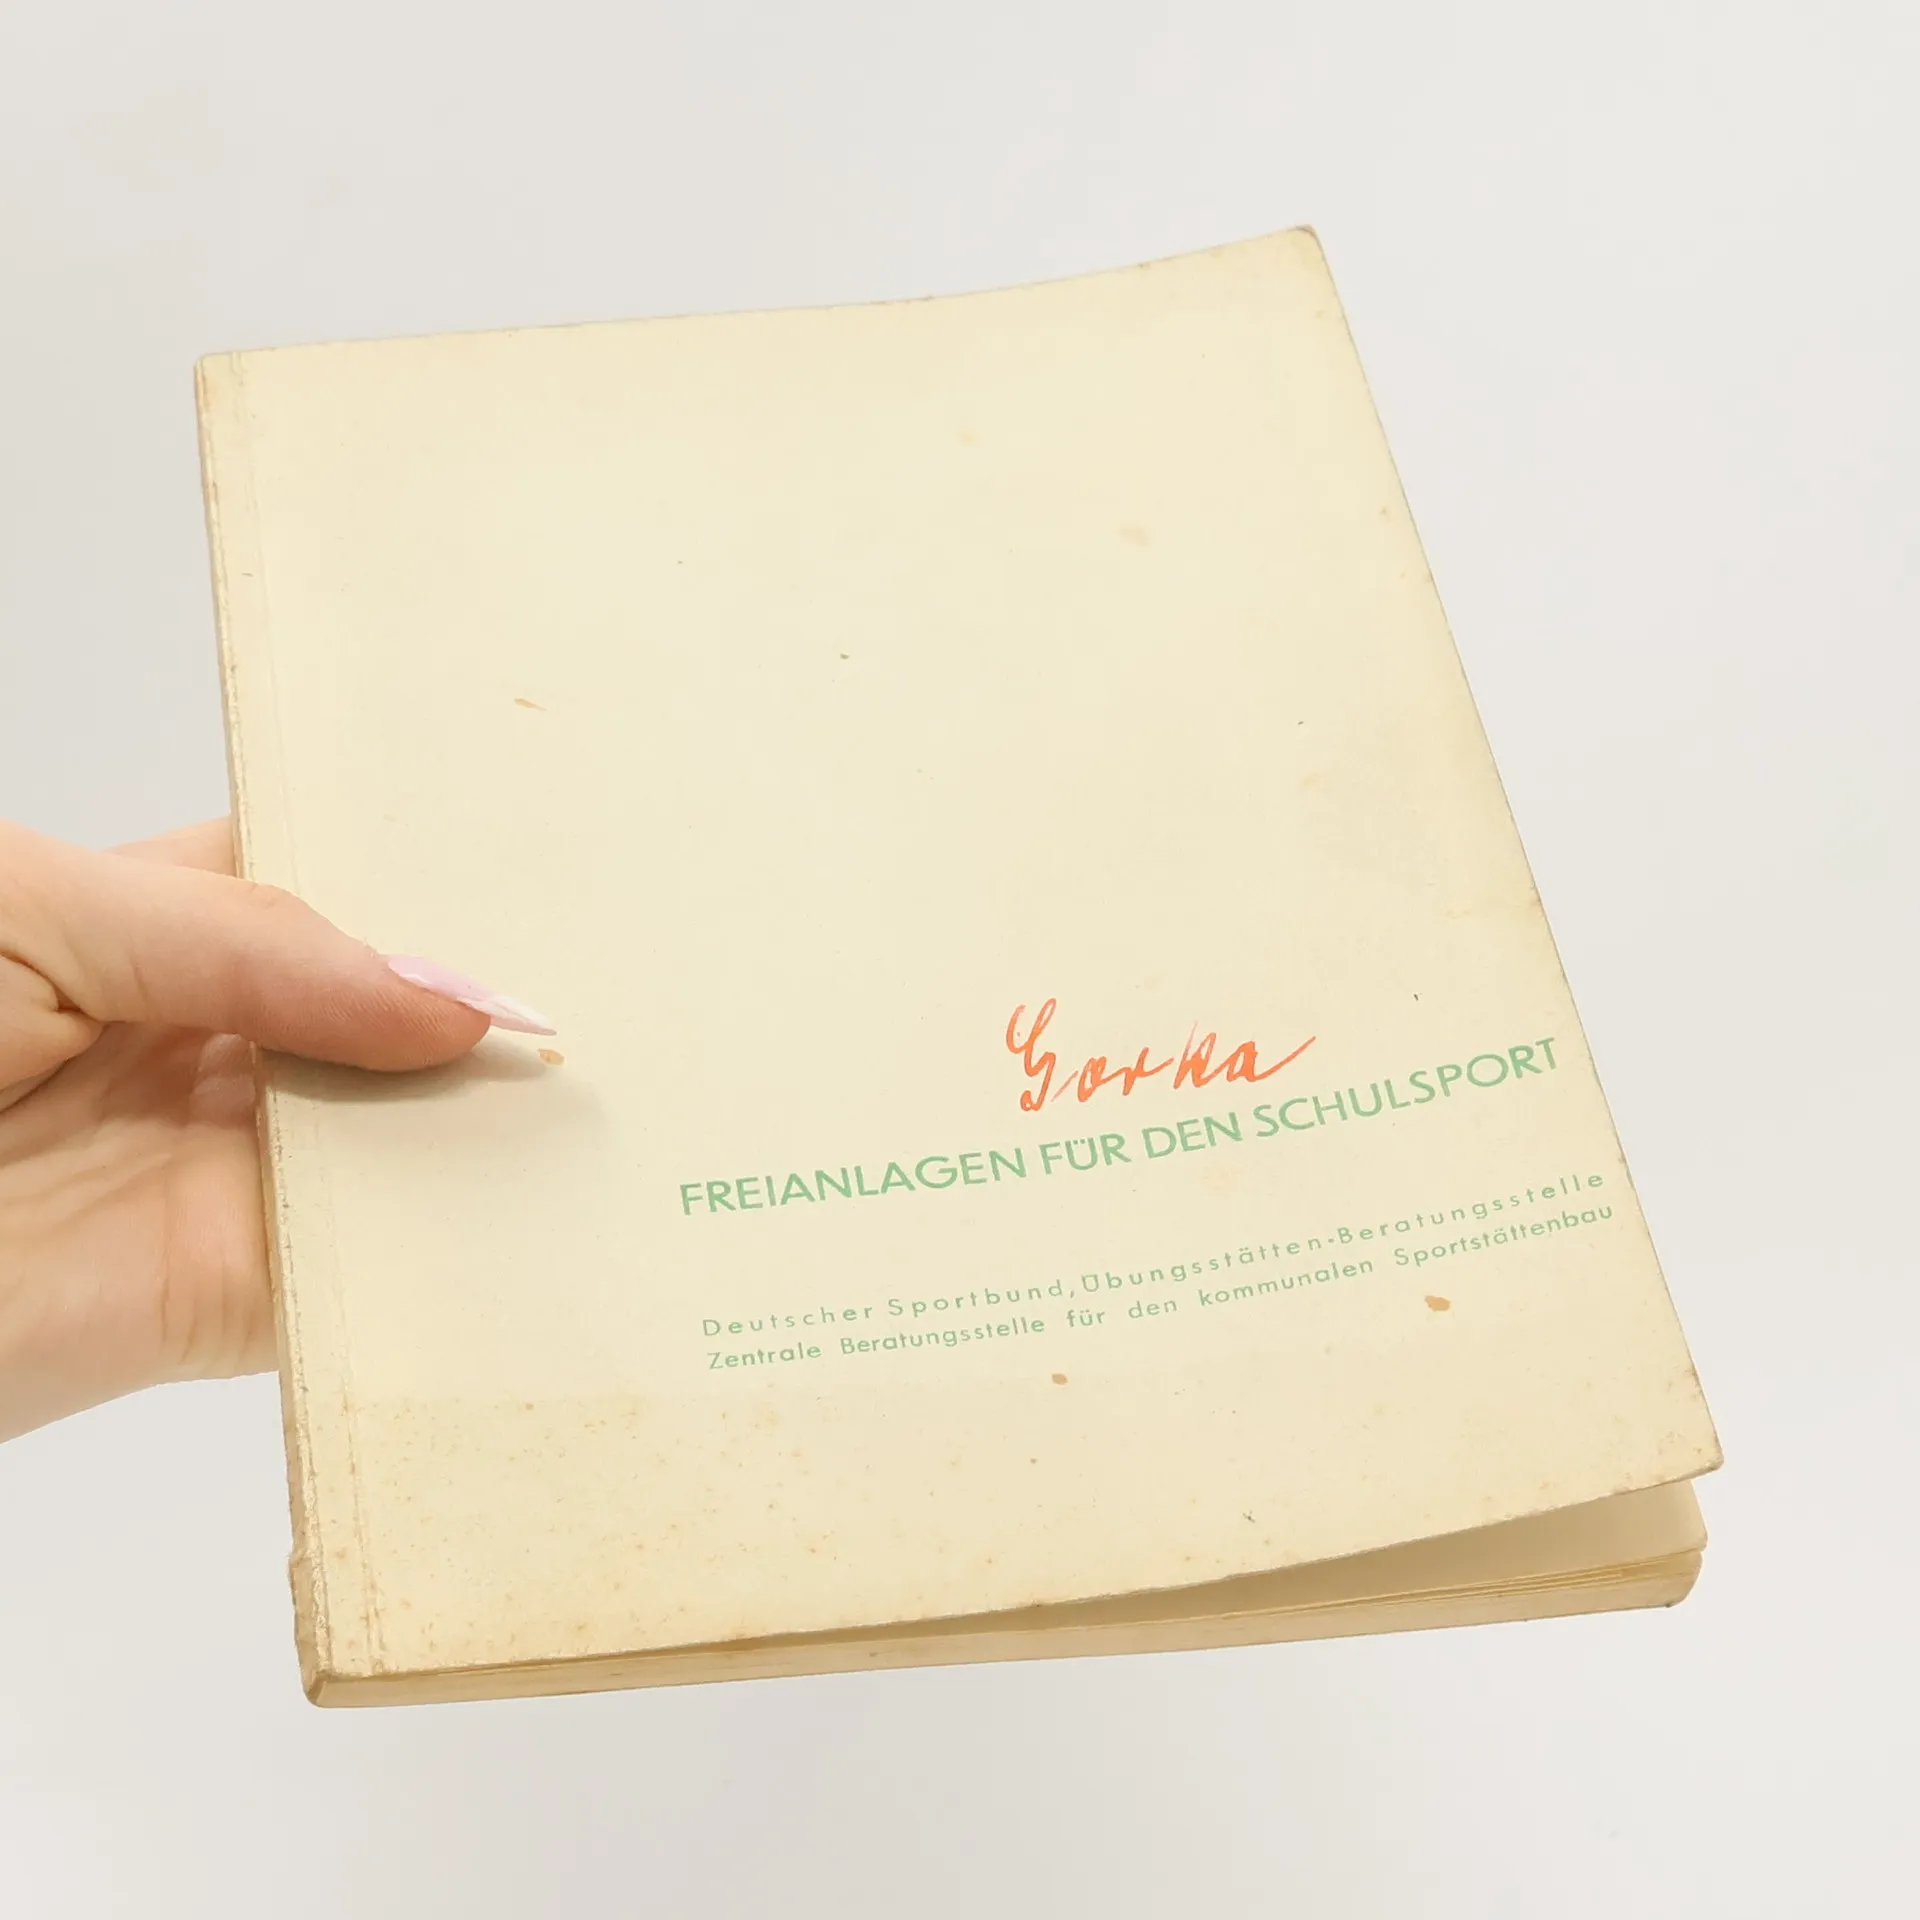 Gorka
FREIANLAGEN FÜR DEN SCHULSPORT
Deutscher Sportbund, Übungsstätten-Beratungsstelle
Zentrale Beratungsstelle für den kommunalen Sportstättenbau